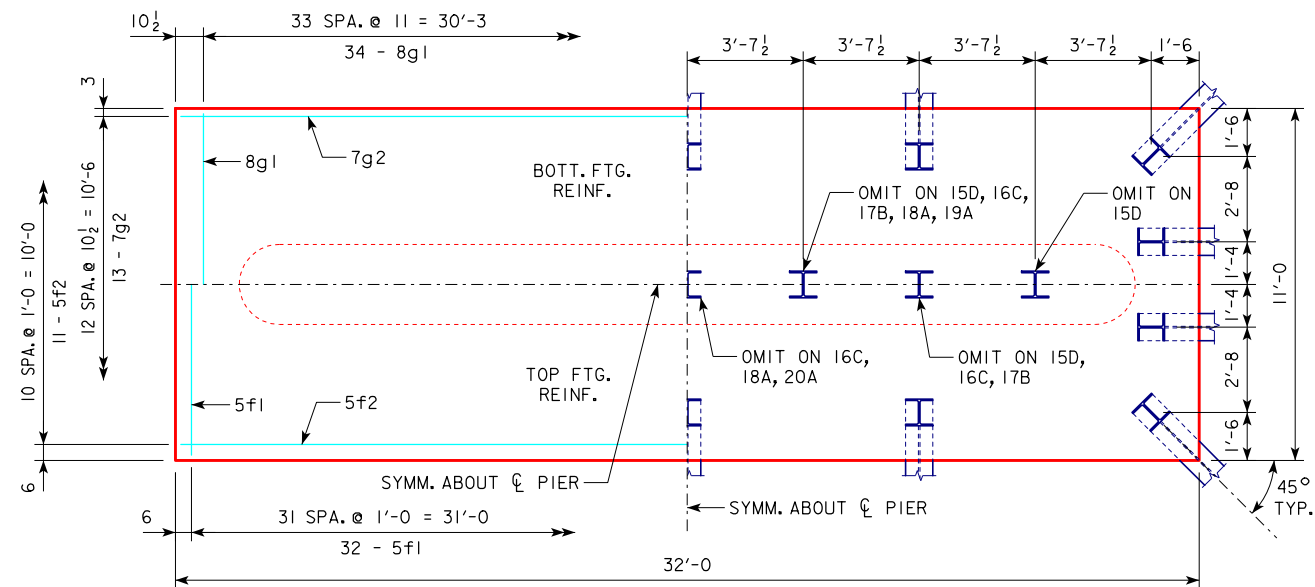 10½
33 SPA. @ 11 = 30'-3
34 - 8g1
3'-7½
3'-7½
3'-7½
3'-7½
1'-6
3
12 SPA. @ 10½ = 10'-6
13 - 7g2
10 SPA. @ 1'-0 = 10'-0
11 - 5f2
6
8g1
7g2
BOTT. FTG.
REINF.
OMIT ON 15D, 16C,
17B, 18A, 19A
OMIT ON
15D
1'-6
2'-8
1'-4
1'-4
2'-8
1'-6
11'-0
OMIT ON 16C,
18A, 20A
OMIT ON 15D,
16C, 17B
TOP FTG.
REINF.
5f1
5f2
SYMM. ABOUT ℄ PIER
SYMM. ABOUT ℄ PIER
45°
TYP.
6
31 SPA. @ 1'-0 = 31'-0
32 - 5f1
32'-0